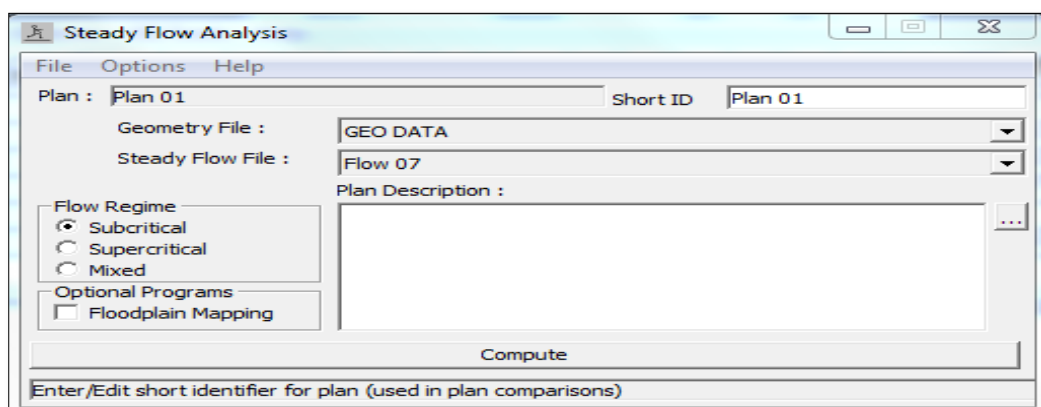 Steady Flow Analysis
File Options Help
Plan : Plan 01 Short ID Plan 01
Geometry File : GEO DATA
Steady Flow File : Flow 07
Plan Description :
Flow Regime
Subcritical
Supercritical
Mixed
Optional Programs
Floodplain Mapping
...
Compute
Enter/Edit short identifier for plan (used in plan comparisons)